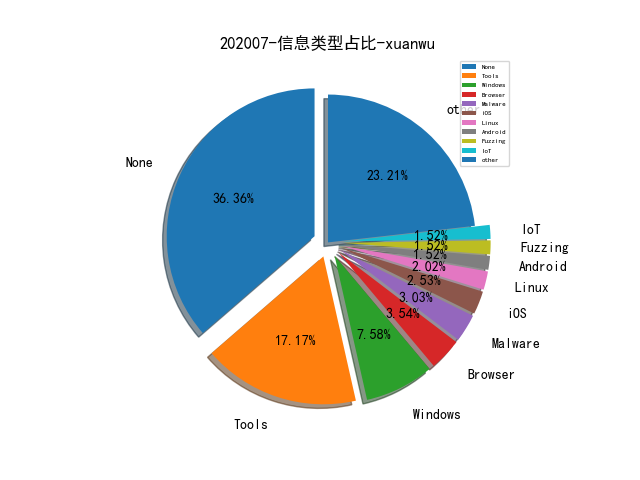 202007-信息类型占比-xuanwu
None
Tools
Windows
Browser
Malware
iOS
Linux
Android
Fuzzing
IoT
other
other
23.21%
None
36.36%
1.52%
IoT
1.52%
Fuzzing
1.52%
Android
2.02%
Linux
2.53%
iOS
3.03%
Malware
3.54%
Browser
7.58%
Windows
17.17%
Tools